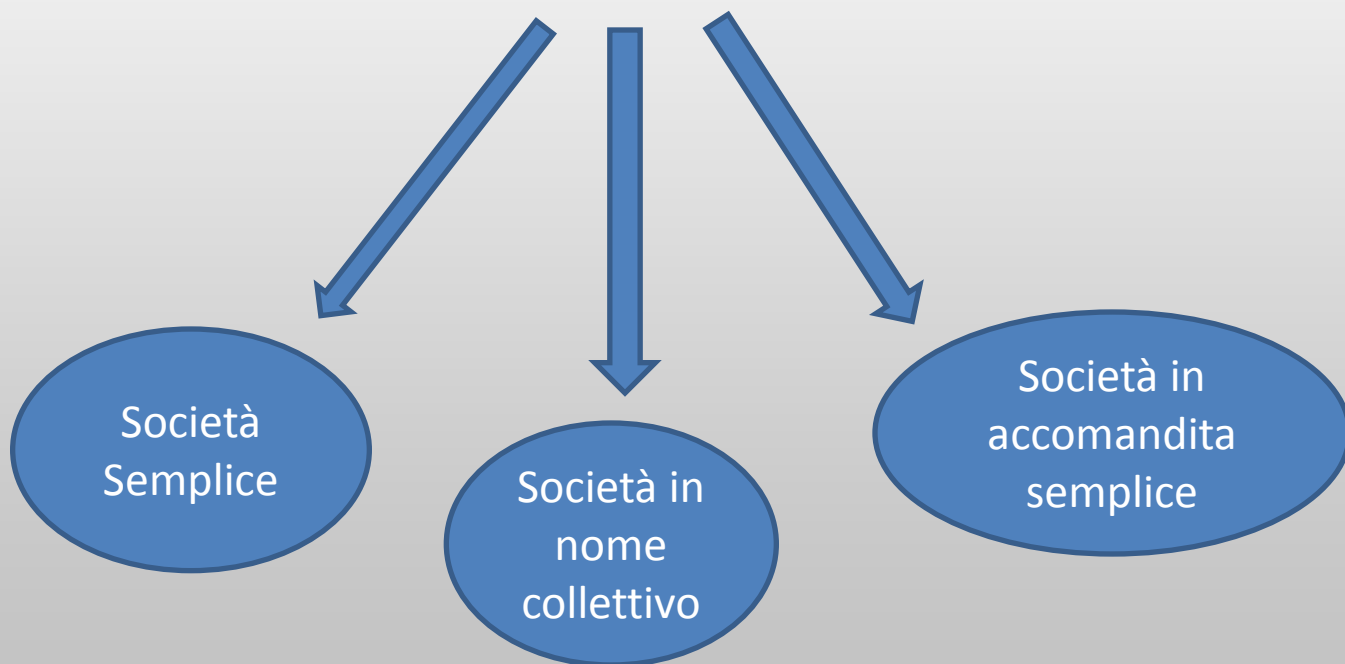 Società
Semplice
Società in
nome
collettivo
Società in
accomandita
semplice